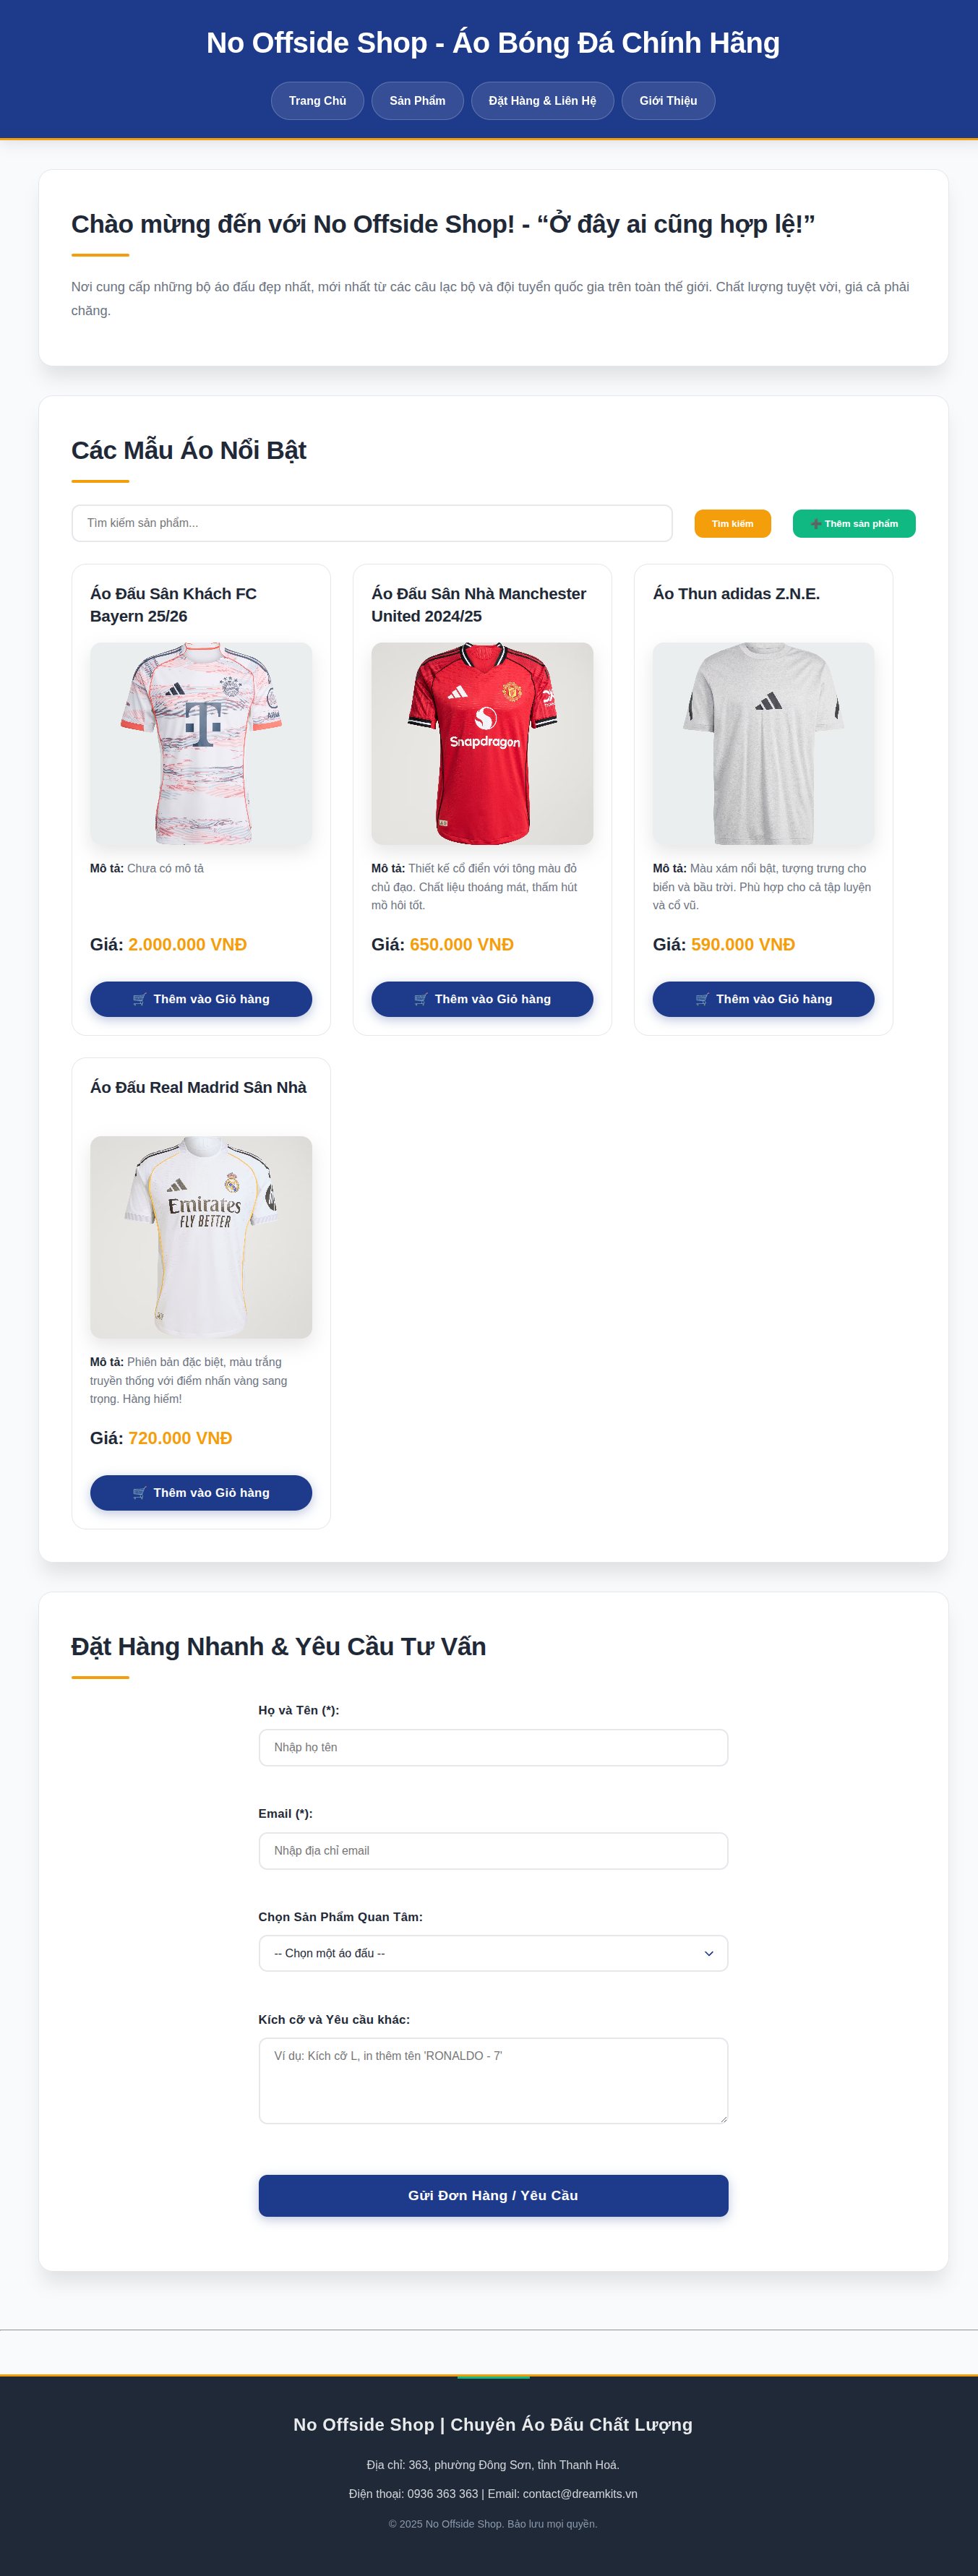 No Offside Shop - Áo Bóng Đá Chính Hãng
Trang Chủ
Sản Phẩm
Đặt Hàng & Liên Hệ
Giới Thiệu
Chào mừng đến với No Offside Shop! - “Ở đây ai cũng hợp lệ!”
Nơi cung cấp những bộ áo đấu đẹp nhất, mới nhất từ các câu lạc bộ và đội tuyển quốc gia trên toàn thế giới. Chất lượng tuyệt vời, giá cả phải
chăng.
Các Mẫu Áo Nổi Bật
Tìm kiếm sản phẩm...
Tìm kiếm
➕ Thêm sản phẩm
Áo Đấu Sân Khách FC
Bayern 25/26
T
Mô tả: Chưa có mô tả
Giá: 2.000.000 VNĐ
🛒 Thêm vào Giỏ hàng
Áo Đấu Sân Nhà Manchester
United 2024/25
Snapdragon
Mô tả: Thiết kế cổ điển với tông màu đỏ
chủ đạo. Chất liệu thoáng mát, thấm hút
mồ hôi tốt.
Giá: 650.000 VNĐ
🛒 Thêm vào Giỏ hàng
Áo Thun adidas Z.N.E.
Mô tả: Màu xám nổi bật, tượng trưng cho
biển và bầu trời. Phù hợp cho cả tập luyện
và cổ vũ.
Giá: 590.000 VNĐ
🛒 Thêm vào Giỏ hàng
Áo Đấu Real Madrid Sân Nhà
Emirates
FLY BETTER
Mô tả: Phiên bản đặc biệt, màu trắng
truyền thống với điểm nhấn vàng sang
trọng. Hàng hiếm!
Giá: 720.000 VNĐ
🛒 Thêm vào Giỏ hàng
Đặt Hàng Nhanh & Yêu Cầu Tư Vấn
Họ và Tên (*):
Nhập họ tên
Email (*):
Nhập địa chỉ email
Chọn Sản Phẩm Quan Tâm:
-- Chọn một áo đấu --
Kích cỡ và Yêu cầu khác:
Ví dụ: Kích cỡ L, in thêm tên 'RONALDO - 7'
Gửi Đơn Hàng / Yêu Cầu
No Offside Shop | Chuyên Áo Đấu Chất Lượng
Địa chỉ: 363, phường Đông Sơn, tỉnh Thanh Hoá.
Điện thoại: 0936 363 363 | Email: contact@dreamkits.vn
© 2025 No Offside Shop. Bảo lưu mọi quyền.